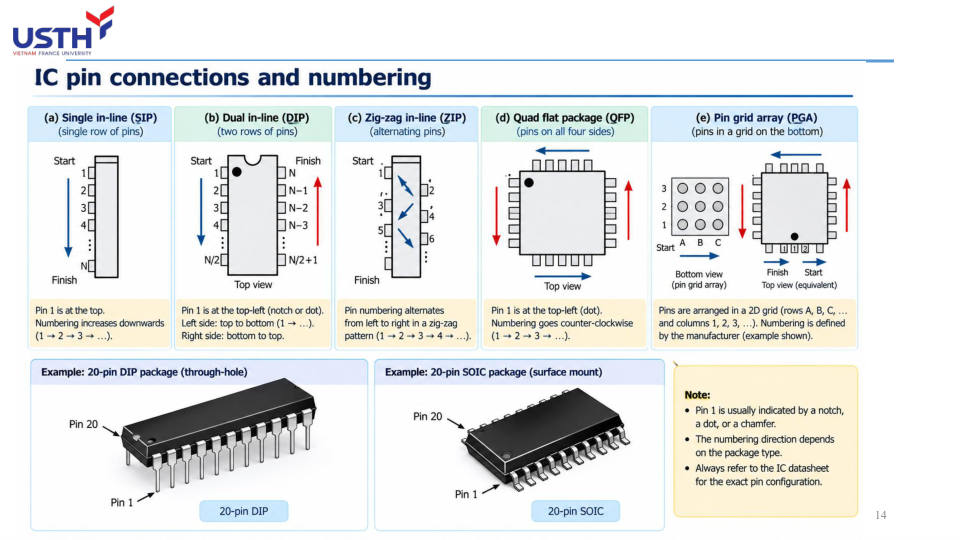 USTH
VIETNAM FRANCE UNIVERSITY
IC pin connections and numbering
(a) Single in-line (SIP)
(single row of pins)
Start
1
2
3
4
N
Finish
Pin 1 is at the top.
Numbering increases downwards
(1 → 2 → 3 → …).
(b) Dual in-line (DIP)
(two rows of pins)
Start
Finish
1
N
2
N−1
3
N−2
4
N−3
N/2
N/2+1
Top view
Pin 1 is at the top-left (notch or dot).
Left side: top to bottom (1 → …).
Right side: bottom to top.
(c) Zig-zag in-line (ZIP)
(alternating pins)
Start
1
2
3
4
5
6
Finish
Pin numbering alternates
from left to right in a zig-zag
pattern (1 → 2 → 3 → 4 → …).
(d) Quad flat package (QFP)
(pins on all four sides)
Top view
Pin 1 is at the top-left (dot).
Numbering goes counter-clockwise
(1 → 2 → 3 → …).
(e) Pin grid array (PGA)
(pins in a grid on the bottom)
3
2
1
Start
A B C
Bottom view
(pin grid array)
1 1 2
Finish Start
Top view (equivalent)
Pins are arranged in a 2D grid (rows A, B, C, …
and columns 1, 2, 3, …). Numbering is defined
by the manufacturer (example shown).
Example: 20-pin DIP package (through-hole)
Pin 20
Pin 1
20-pin DIP
Example: 20-pin SOIC package (surface mount)
Pin 20
Pin 1
20-pin SOIC
Note:
• Pin 1 is usually indicated by a notch,
a dot, or a chamfer.
• The numbering direction depends
on the package type.
• Always refer to the IC datasheet
for the exact pin configuration.
14